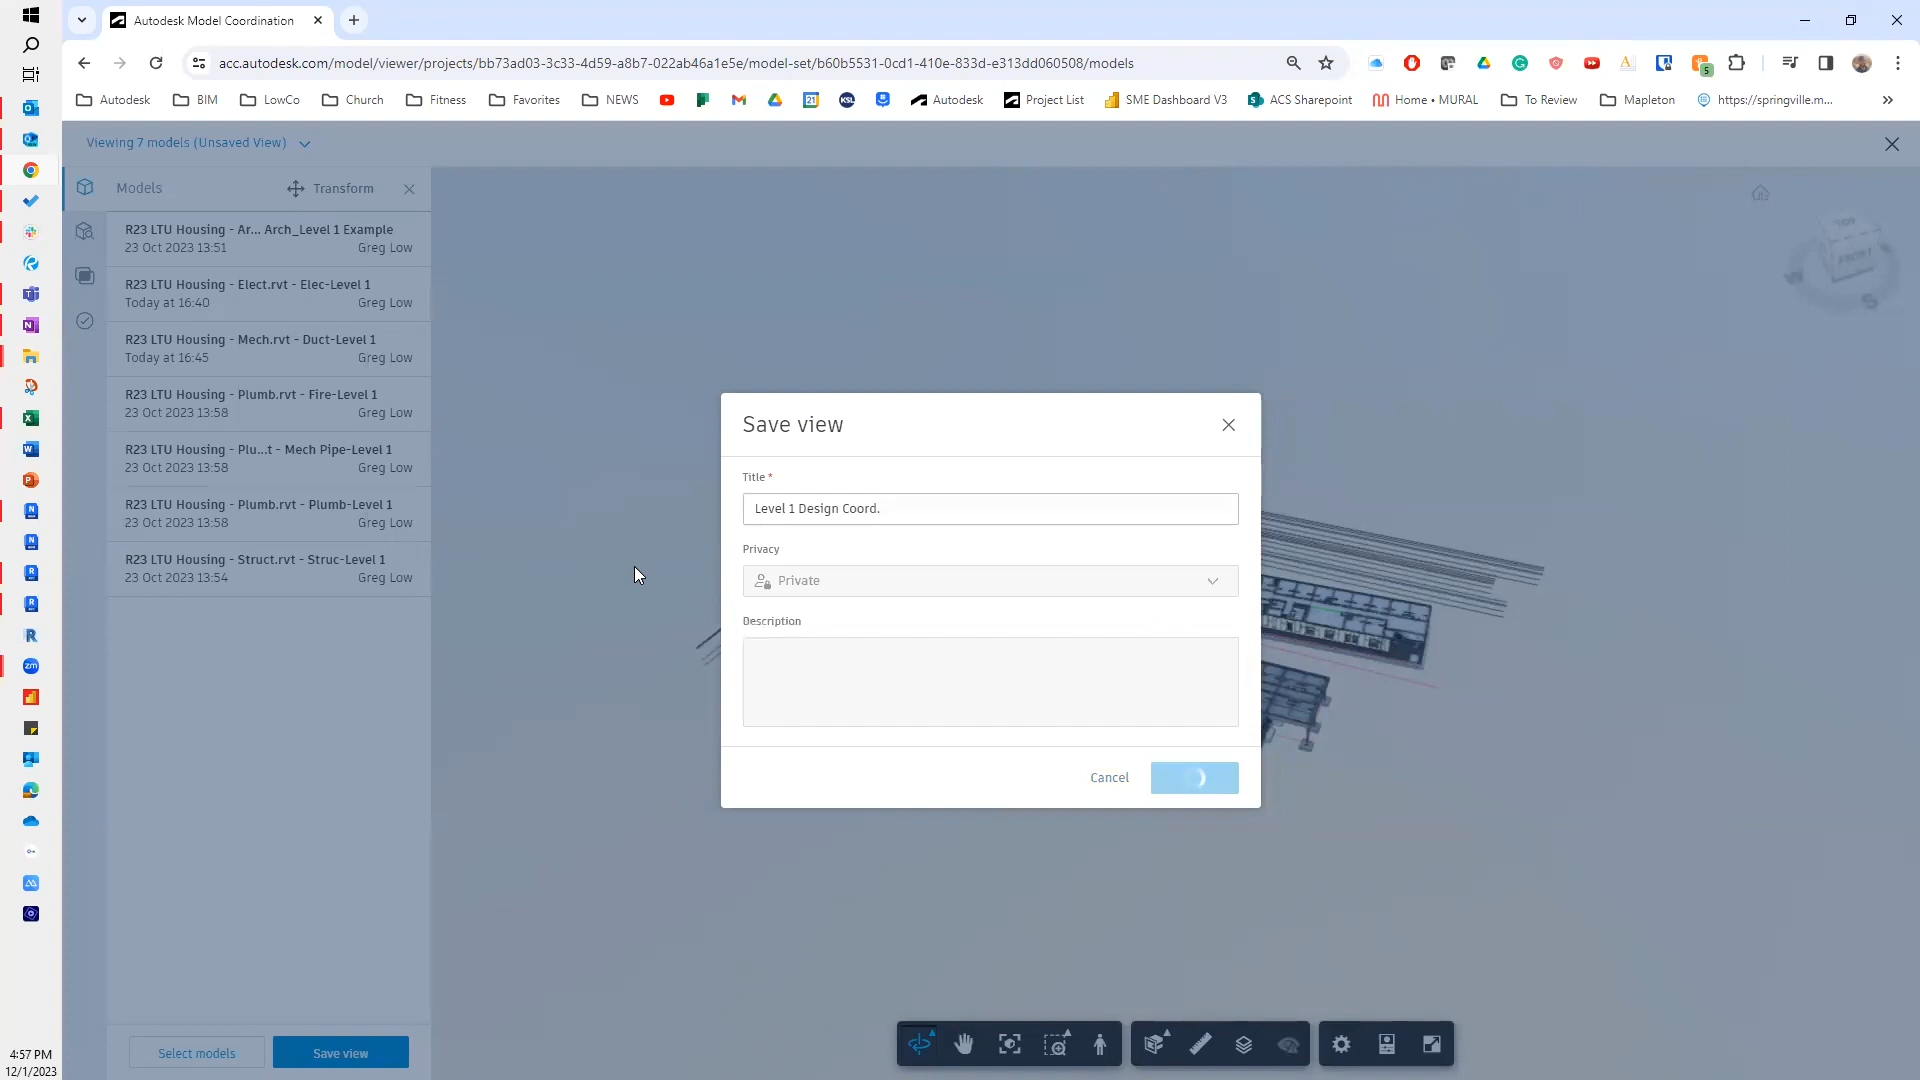 Autodesk Model Coordination
acc.autodesk.com/model/viewer/projects/bb73ad03-3c33-4d59-a8b7-022ab46a1e5e/model-set/b60b5531-0cd1-410e-833d-e313dd060508/models
5
Autodesk BIM LowCo Church Fitness Favorites NEWS Autodesk Project List SME Dashboard V3 ACS Sharepoint Home • MURAL To Review Mapleton https://springville.m...
Viewing 7 models (Unsaved View)
Models Transform
R23 LTU Housing - Ar... Arch_Level 1 Example
23 Oct 2023 13:51 Greg Low
R23 LTU Housing - Elect.rvt - Elec-Level 1
Today at 16:40 Greg Low
R23 LTU Housing - Mech.rvt - Duct-Level 1
Today at 16:45 Greg Low
R23 LTU Housing - Plumb.rvt - Fire-Level 1
23 Oct 2023 13:58 Greg Low
R23 LTU Housing - Plu...t - Mech Pipe-Level 1
23 Oct 2023 13:58 Greg Low
R23 LTU Housing - Plumb.rvt - Plumb-Level 1
23 Oct 2023 13:58 Greg Low
R23 LTU Housing - Struct.rvt - Struc-Level 1
23 Oct 2023 13:54 Greg Low
Select models Save view
FRONT
S
Save view
Title *
Level 1 Design Coord.
Privacy
Private
Description
Cancel
4:57 PM
12/1/2023